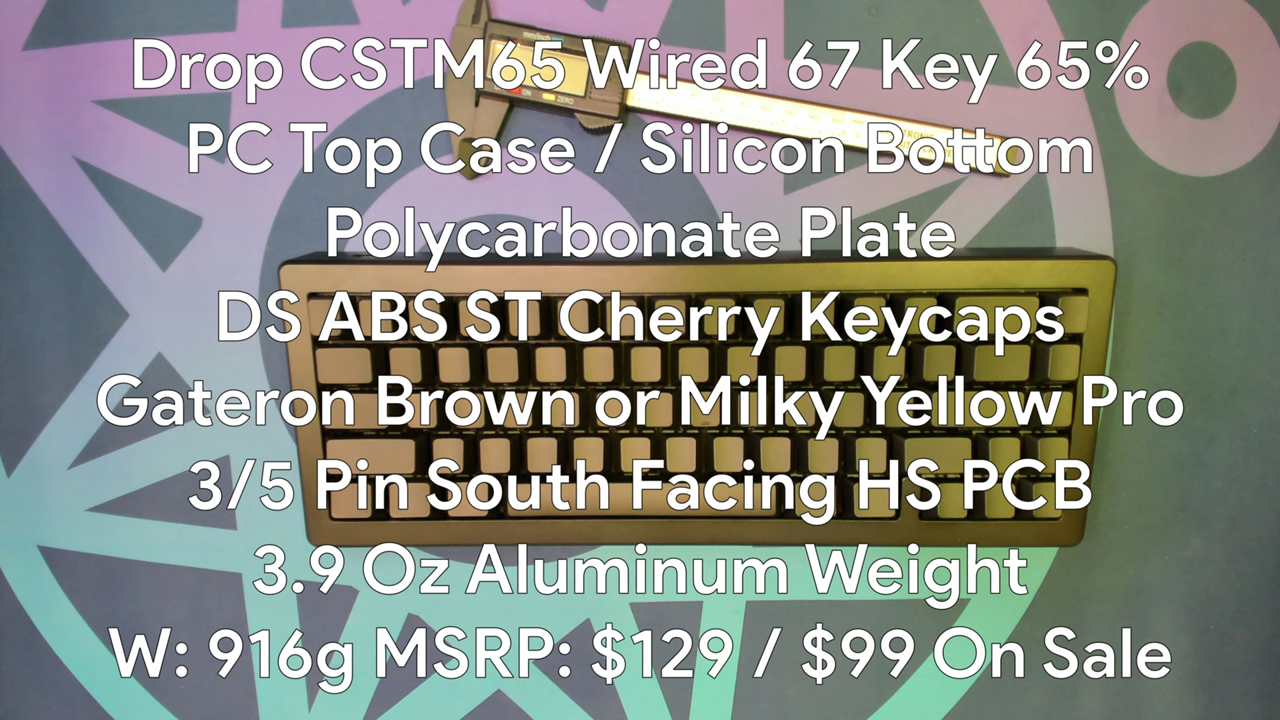 Drop CSTM65 Wired 67 Key 65%
PC Top Case / Silicon Bottom
Polycarbonate Plate
DS ABS ST Cherry Keycaps
Gateron Brown or Milky Yellow Pro
3/5 Pin South Facing HS PCB
3.9 Oz Aluminum Weight
W: 916g MSRP: $129 / $99 On Sale
ON
ZERO